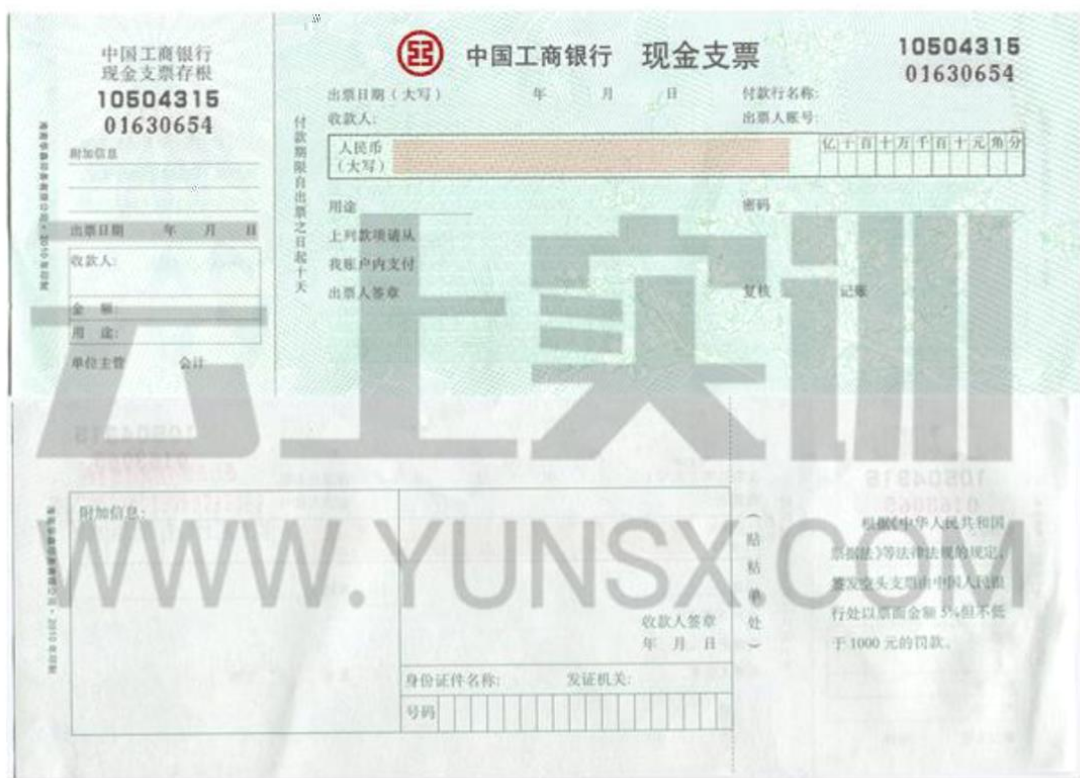 中国工商银行
现金支票存根
10504315
01630654
附加信息
出票日期 年 月 日
收款人:
金 额:
用 途:
单位主管 会计
付款期限自出票之日起十天
中国工商银行 现金支票
10504315
01630654
出票日期(大写) 年 月 日 付款行名称:
收款人: 出票人账号:
人民币
(大写)
亿千百十万千百十元角分
用途 密码
上列款项请从
我账户内支付
出票人签章 复核 记账
云上实训
WWW.YUNSX.COM
附加信息:
收款人签章
年 月 日
身份证件名称: 发证机关:
号码
(贴粘单处)
根据《中华人民共和国
票据法》等法律法规的规定,
签发空头支票由中国人民银
行处以票面金额5%但不低
于1000元的罚款。